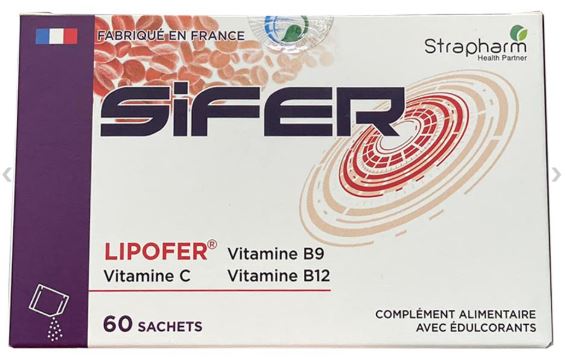 FABRIQUÉ EN FRANCE
Strapharm
Health Partner
SiFER
LIPOFER® Vitamine B9
Vitamine C Vitamine B12
60 SACHETS
COMPLÉMENT ALIMENTAIRE
AVEC ÉDULCORANTS